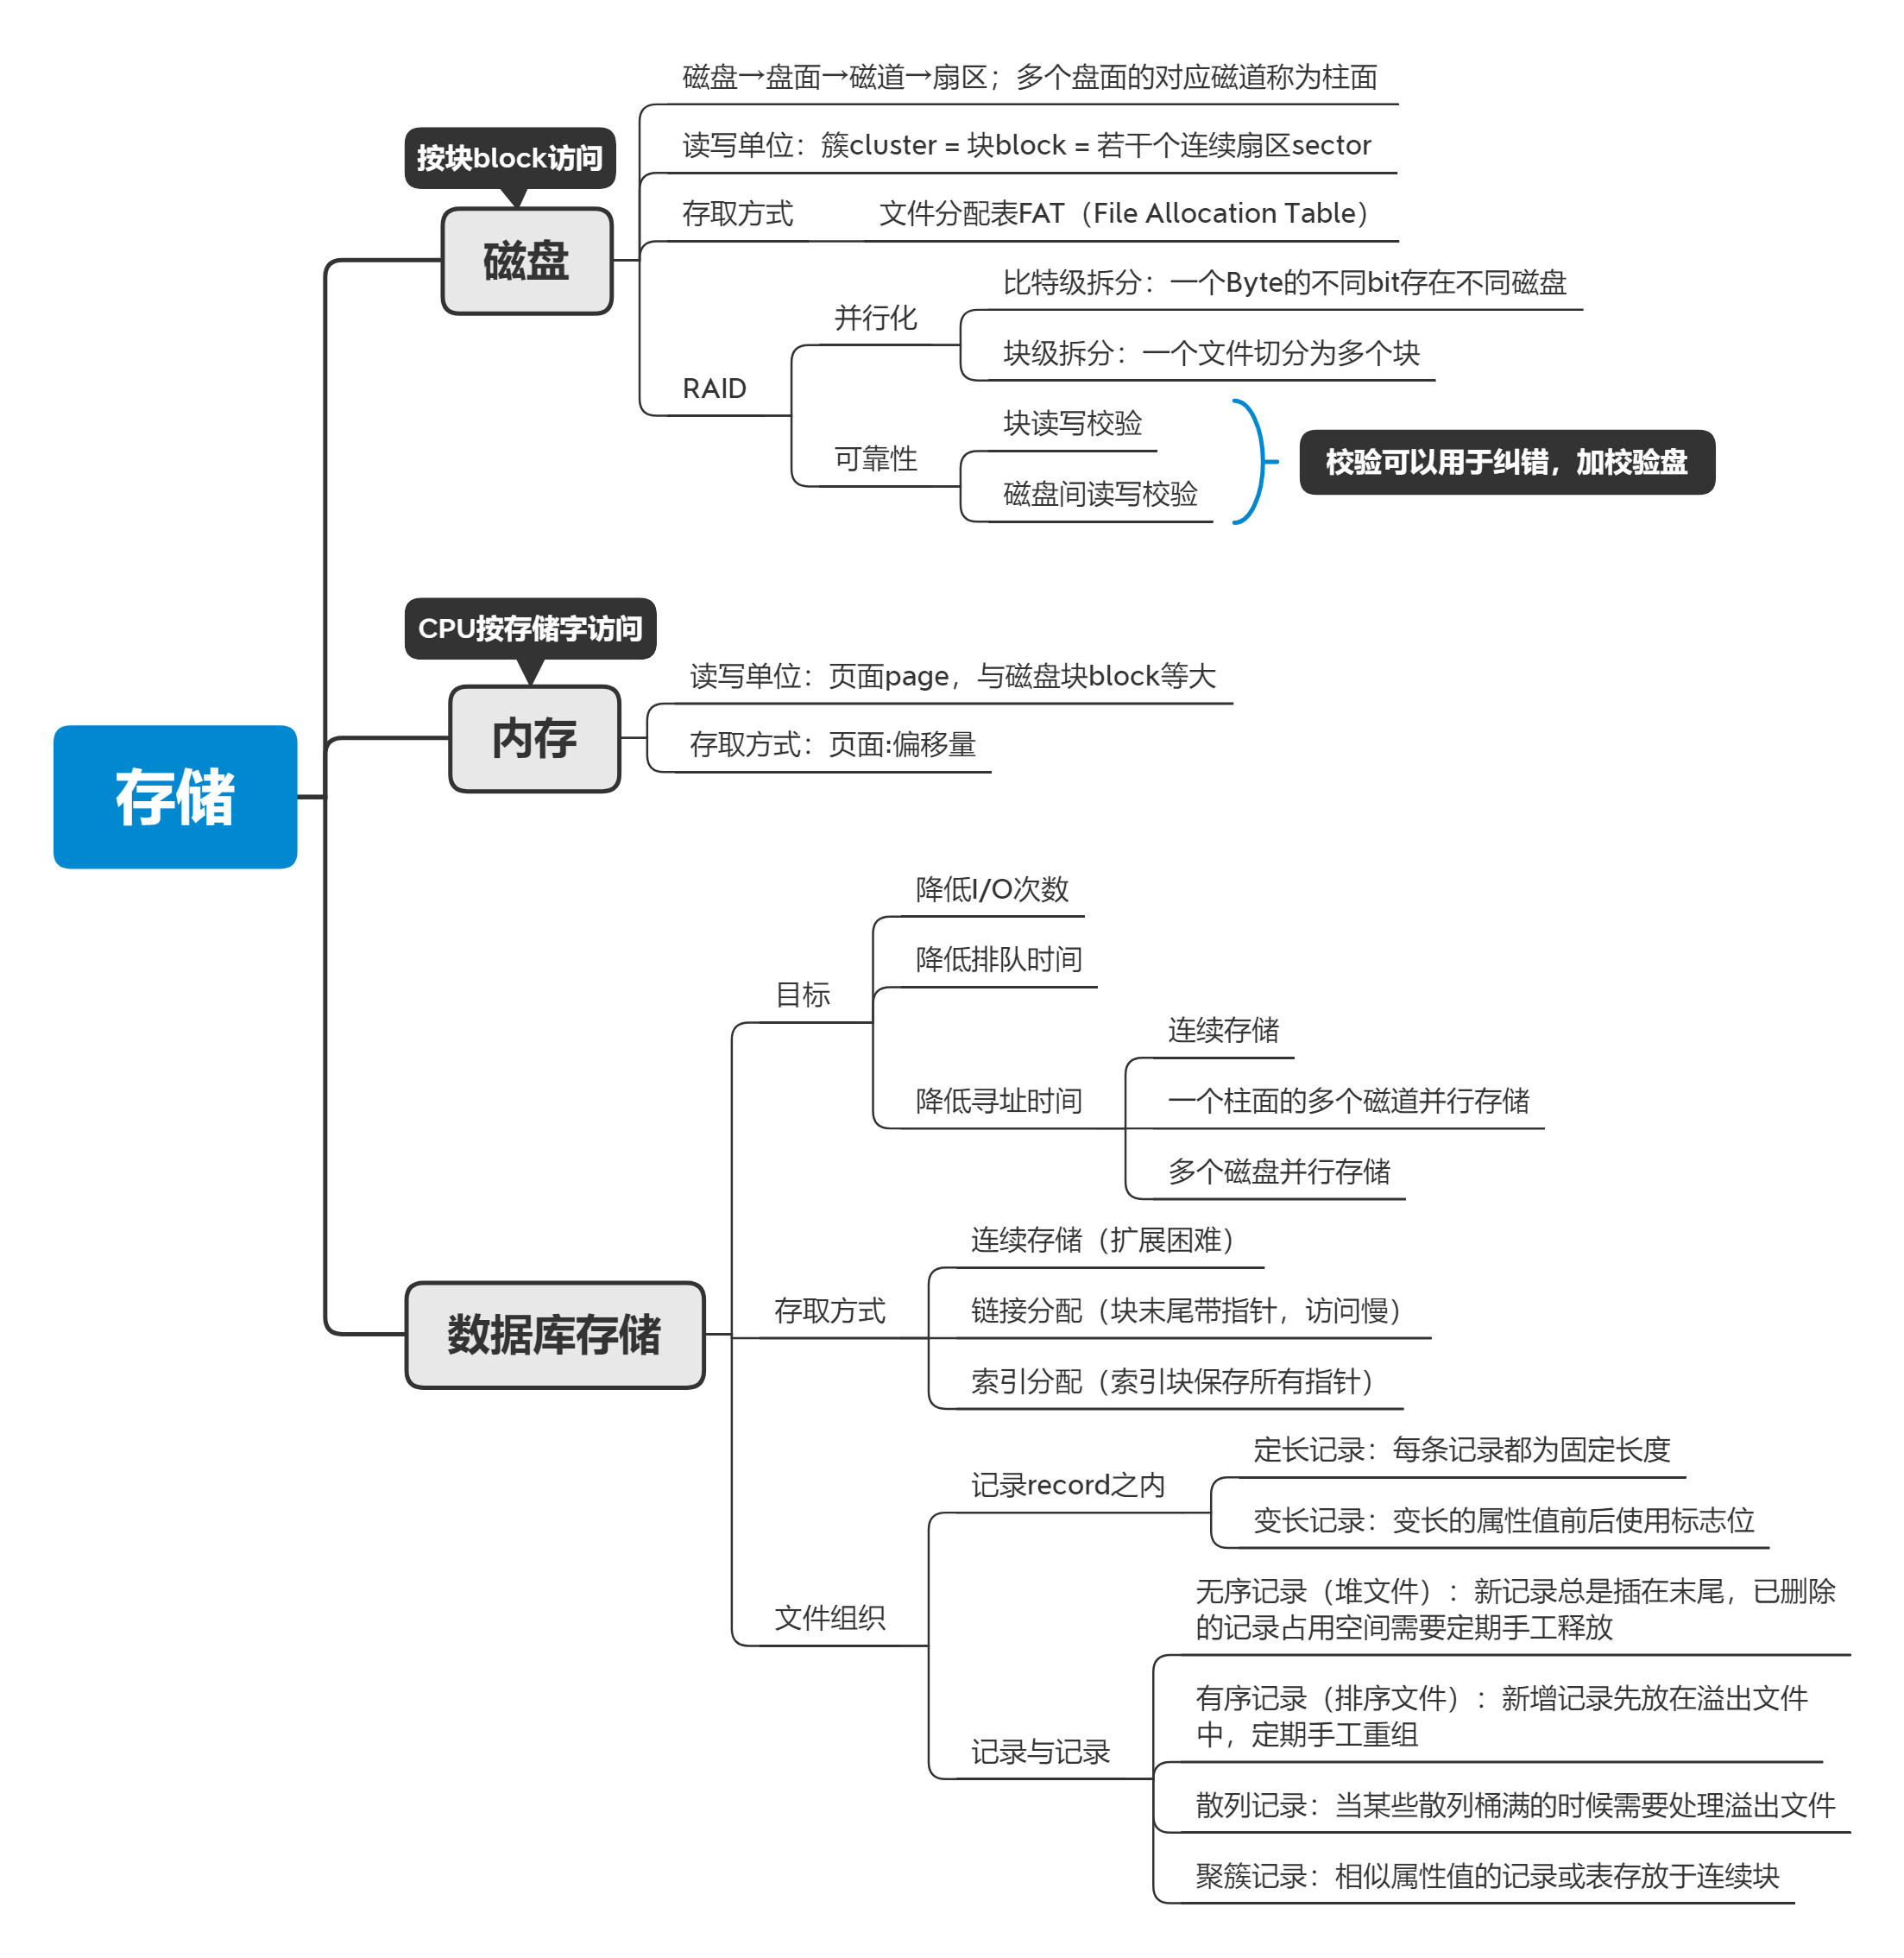 存储
按块block访问
磁盘
磁盘→盘面→磁道→扇区；多个盘面的对应磁道称为柱面
读写单位：簇cluster = 块block = 若干个连续扇区sector
存取方式
文件分配表FAT（File Allocation Table）
RAID
并行化
比特级拆分：一个Byte的不同bit存在不同磁盘
块级拆分：一个文件切分为多个块
可靠性
块读写校验
磁盘间读写校验
校验可以用于纠错，加校验盘
CPU按存储字访问
内存
读写单位：页面page，与磁盘块block等大
存取方式：页面:偏移量
数据库存储
目标
降低I/O次数
降低排队时间
降低寻址时间
连续存储
一个柱面的多个磁道并行存储
多个磁盘并行存储
存取方式
连续存储（扩展困难）
链接分配（块末尾带指针，访问慢）
索引分配（索引块保存所有指针）
文件组织
记录record之内
定长记录：每条记录都为固定长度
变长记录：变长的属性值前后使用标志位
记录与记录
无序记录（堆文件）：新记录总是插在末尾，已删除
的记录占用空间需要定期手工释放
有序记录（排序文件）：新增记录先放在溢出文件
中，定期手工重组
散列记录：当某些散列桶满的时候需要处理溢出文件
聚簇记录：相似属性值的记录或表存放于连续块